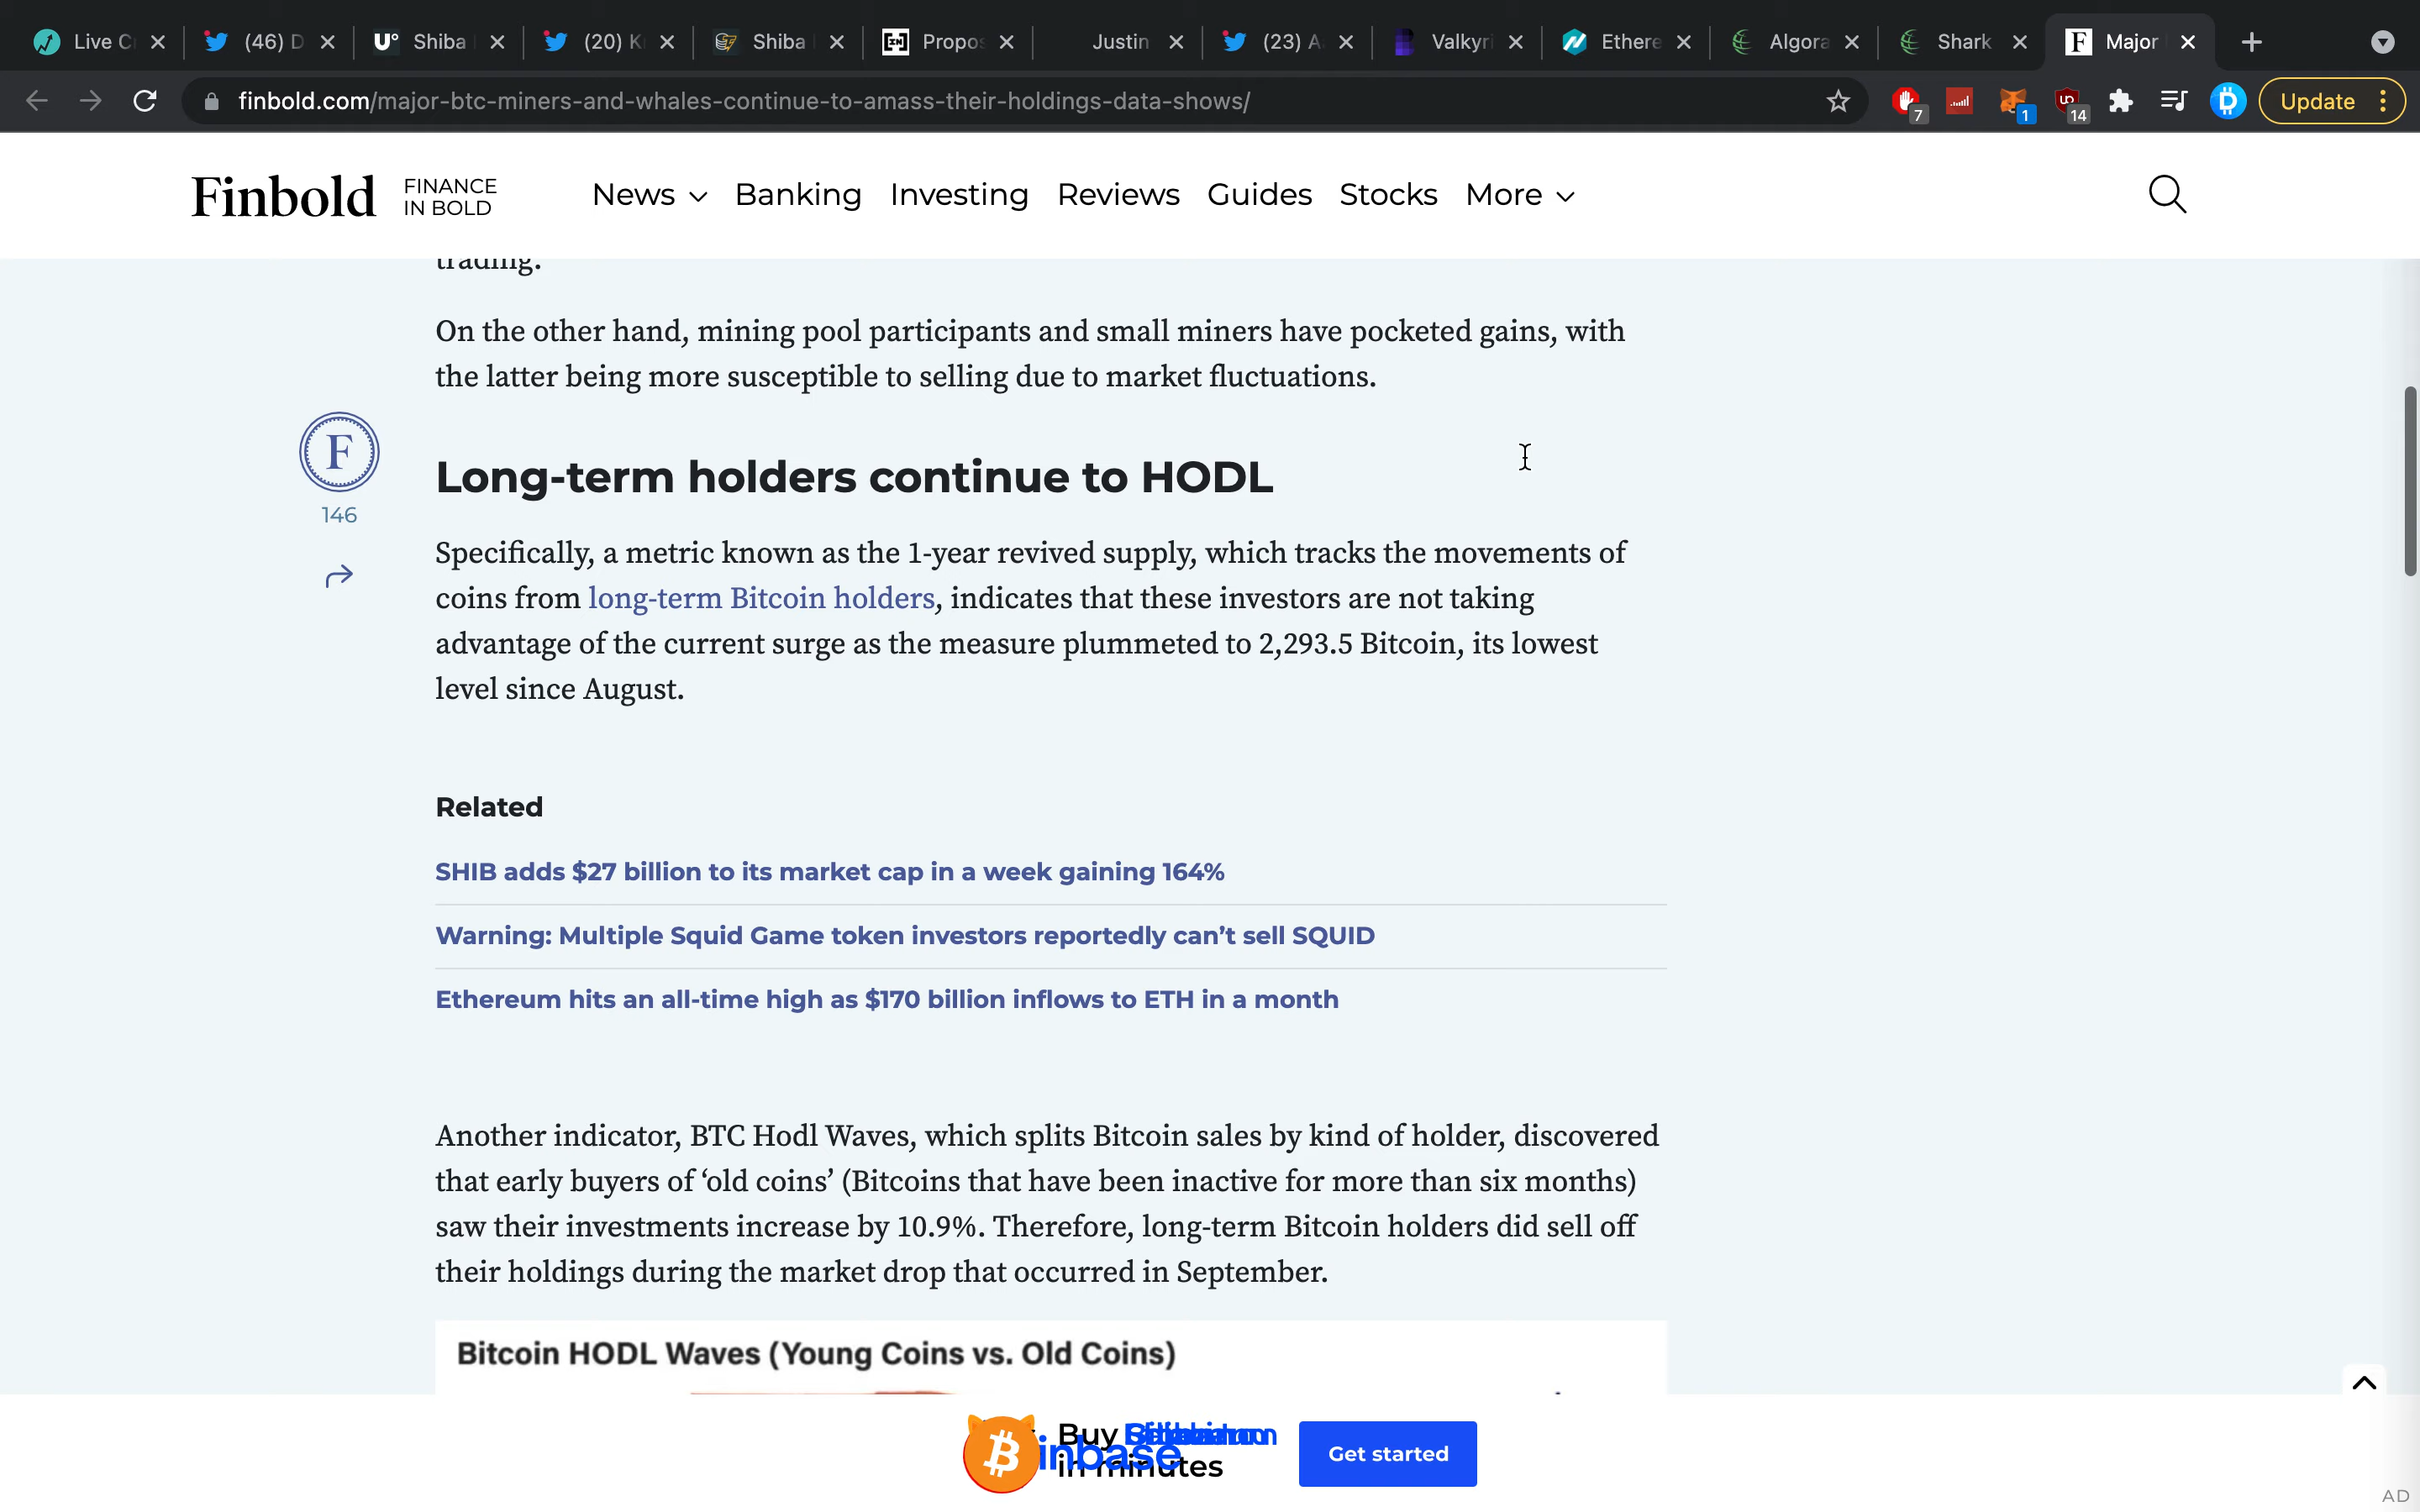 Live C
(46) D
Shiba
(20) K
Shiba
Propos
Justin
(23) A
Valkyri
Ethere
Algora
Shark
Major
finbold.com/major-btc-miners-and-whales-continue-to-amass-their-holdings-data-shows/
7
1
14
Update
Finbold
FINANCE
IN BOLD
News
Banking
Investing
Reviews
Guides
Stocks
More
trading.
On the other hand, mining pool participants and small miners have pocketed gains, with
the latter being more susceptible to selling due to market fluctuations.
F
146
Long-term holders continue to HODL
Specifically, a metric known as the 1-year revived supply, which tracks the movements of
coins from long-term Bitcoin holders, indicates that these investors are not taking
advantage of the current surge as the measure plummeted to 2,293.5 Bitcoin, its lowest
level since August.
Related
SHIB adds $27 billion to its market cap in a week gaining 164%
Warning: Multiple Squid Game token investors reportedly can’t sell SQUID
Ethereum hits an all-time high as $170 billion inflows to ETH in a month
Another indicator, BTC Hodl Waves, which splits Bitcoin sales by kind of holder, discovered
that early buyers of ‘old coins’ (Bitcoins that have been inactive for more than six months)
saw their investments increase by 10.9%. Therefore, long-term Bitcoin holders did sell off
their holdings during the market drop that occurred in September.
Bitcoin HODL Waves (Young Coins vs. Old Coins)
Buy
inbase
in minutes
Get started
AD